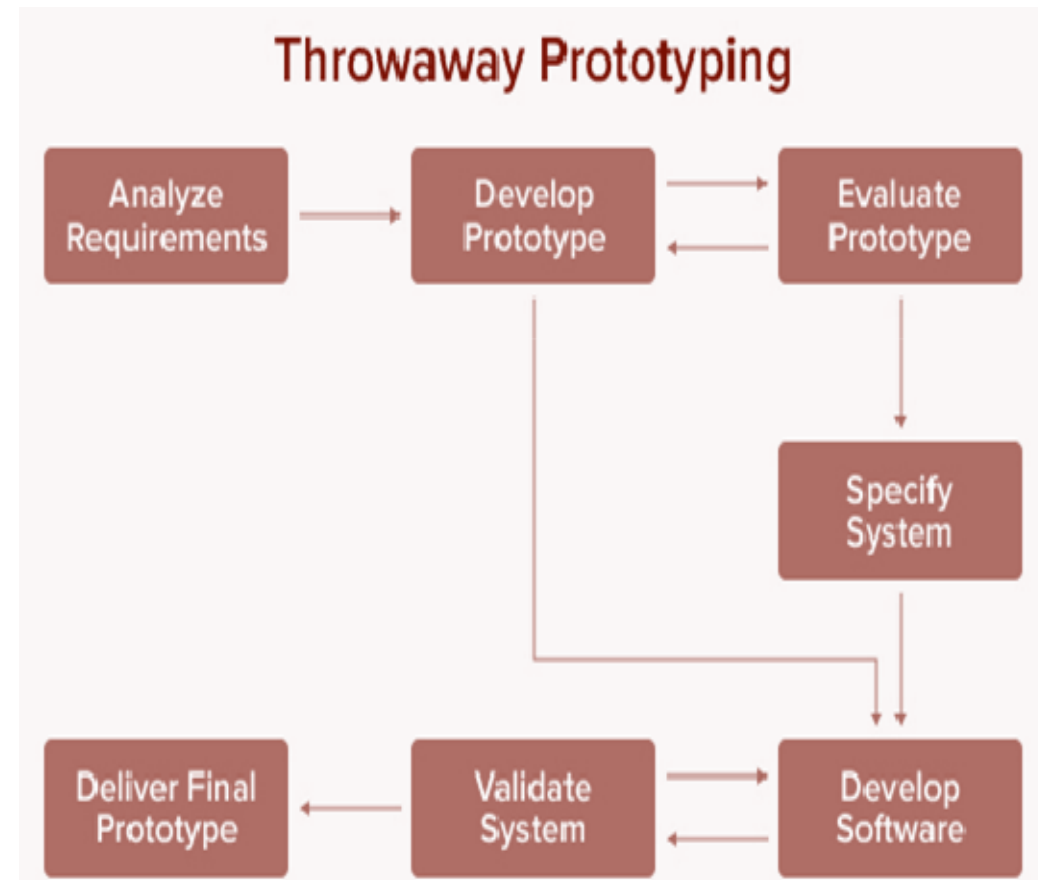 Throwaway Prototyping
Analyze
Requirements
Develop
Prototype
Evaluate
Prototype
Specify
System
Deliver Final
Prototype
Validate
System
Develop
Software